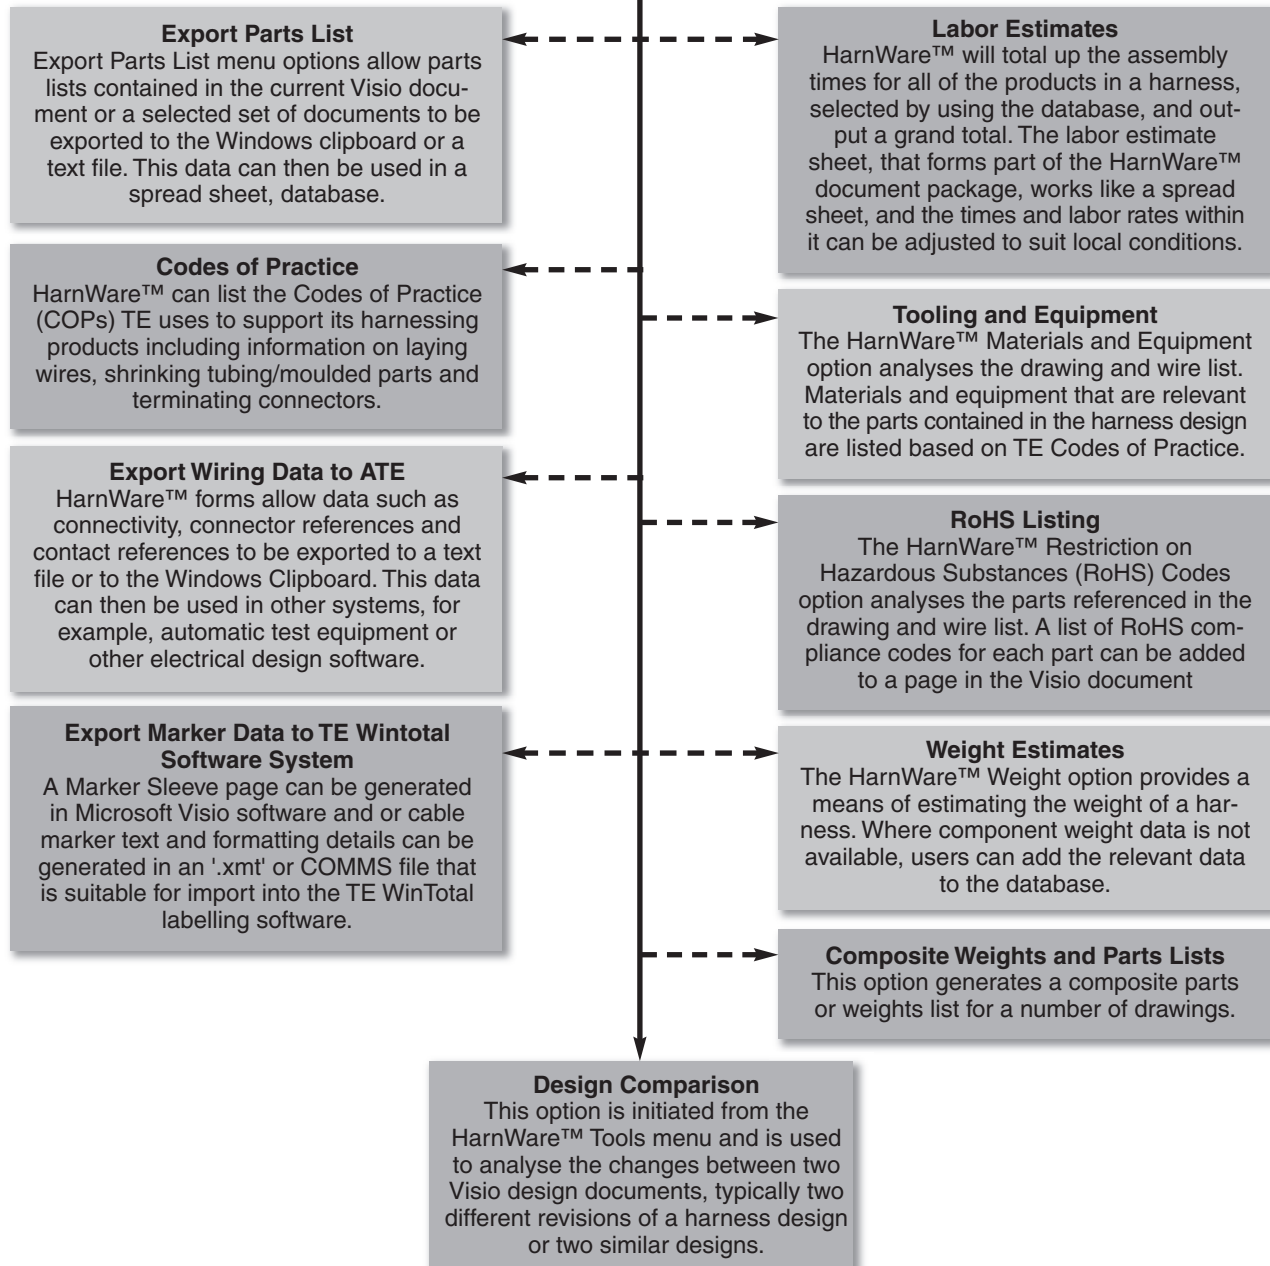 Export Parts List
Export Parts List menu options allow parts
lists contained in the current Visio docu-
ment or a selected set of documents to be
exported to the Windows clipboard or a
text file. This data can then be used in a
spread sheet, database.
Codes of Practice
HarnWare™ can list the Codes of Practice
(COPs) TE uses to support its harnessing
products including information on laying
wires, shrinking tubing/moulded parts and
terminating connectors.
Export Wiring Data to ATE
HarnWare™ forms allow data such as
connectivity, connector references and
contact references to be exported to a text
file or to the Windows Clipboard. This data
can then be used in other systems, for
example, automatic test equipment or
other electrical design software.
Export Marker Data to TE Wintotal
Software System
A Marker Sleeve page can be generated
in Microsoft Visio software and or cable
marker text and formatting details can be
generated in an '.xmt' or COMMS file that
is suitable for import into the TE WinTotal
labelling software.
Labor Estimates
HarnWare™ will total up the assembly
times for all of the products in a harness,
selected by using the database, and out-
put a grand total. The labor estimate
sheet, that forms part of the HarnWare™
document package, works like a spread
sheet, and the times and labor rates within
it can be adjusted to suit local conditions.
Tooling and Equipment
The HarnWare™ Materials and Equipment
option analyses the drawing and wire list.
Materials and equipment that are relevant
to the parts contained in the harness design
are listed based on TE Codes of Practice.
RoHS Listing
The HarnWare™ Restriction on
Hazardous Substances (RoHS) Codes
option analyses the parts referenced in the
drawing and wire list. A list of RoHS com-
pliance codes for each part can be added
to a page in the Visio document
Weight Estimates
The HarnWare™ Weight option provides a
means of estimating the weight of a har-
ness. Where component weight data is not
available, users can add the relevant data
to the database.
Composite Weights and Parts Lists
This option generates a composite parts
or weights list for a number of drawings.
Design Comparison
This option is initiated from the
HarnWare™ Tools menu and is used
to analyse the changes between two
Visio design documents, typically two
different revisions of a harness design
or two similar designs.